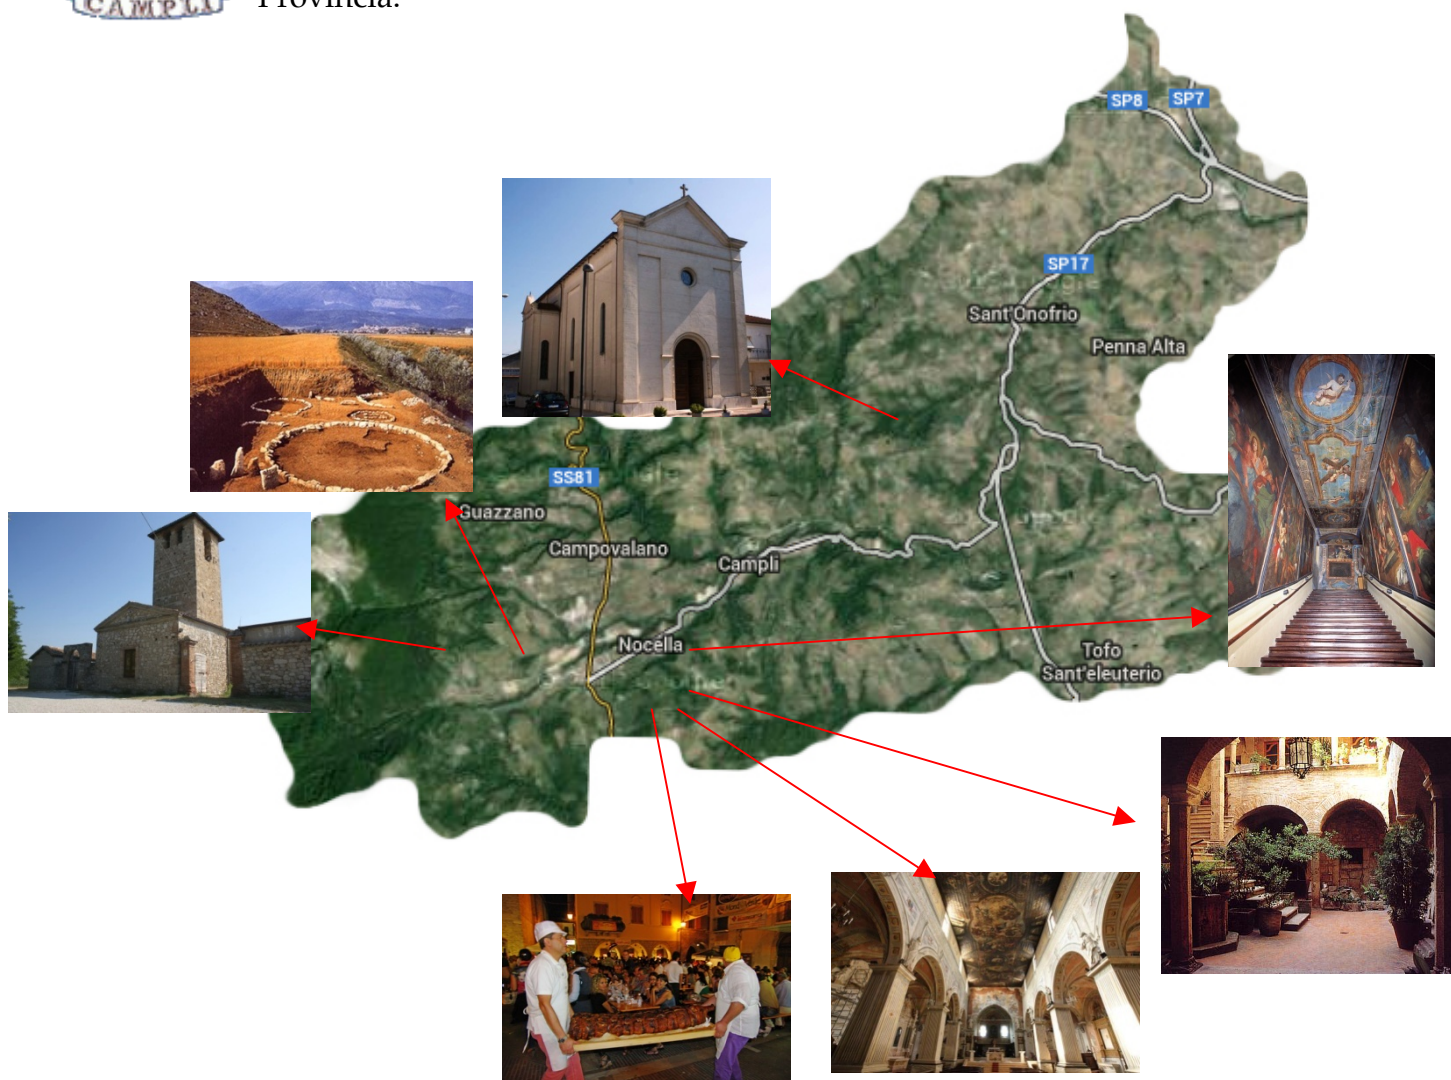 CAMPLI
Provincia.
SP8
SP7
SP17
Sant'Onofrio
Penna Alta
SS81
Guazzano
Campovalano
Campli
Nocella
Tofo
Sant'eleuterio